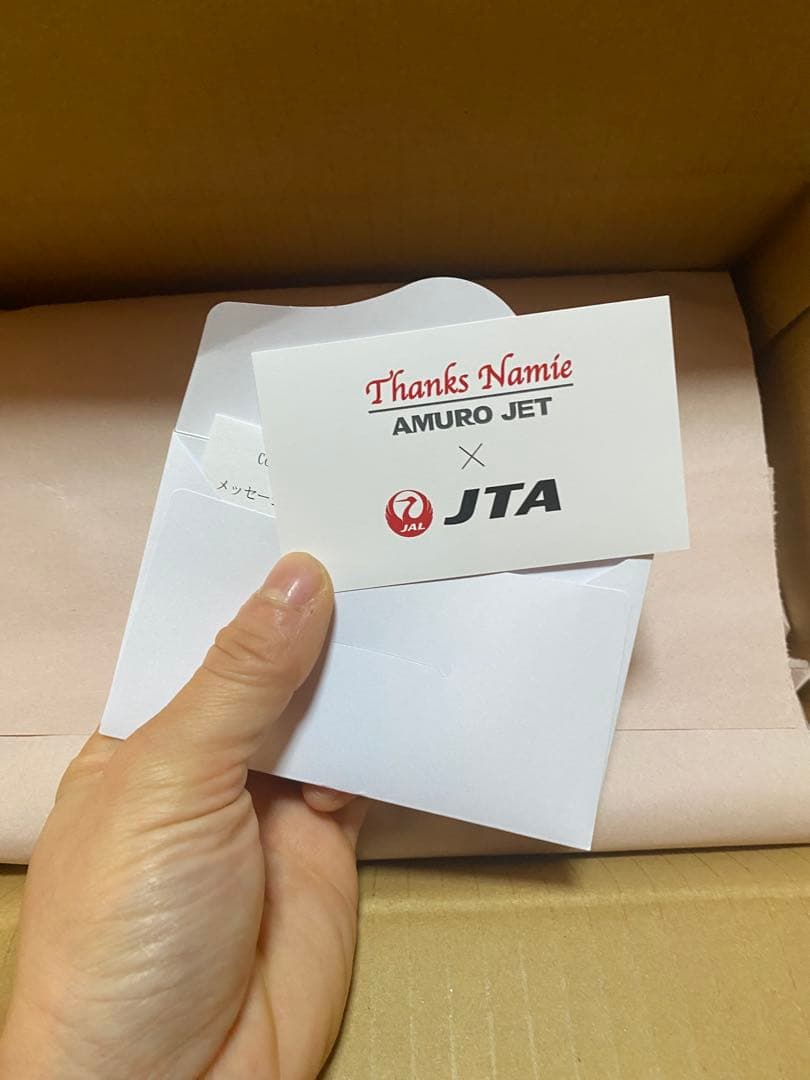 Thanks Namie
AMURO JET
×
JAL JTA
メッセー